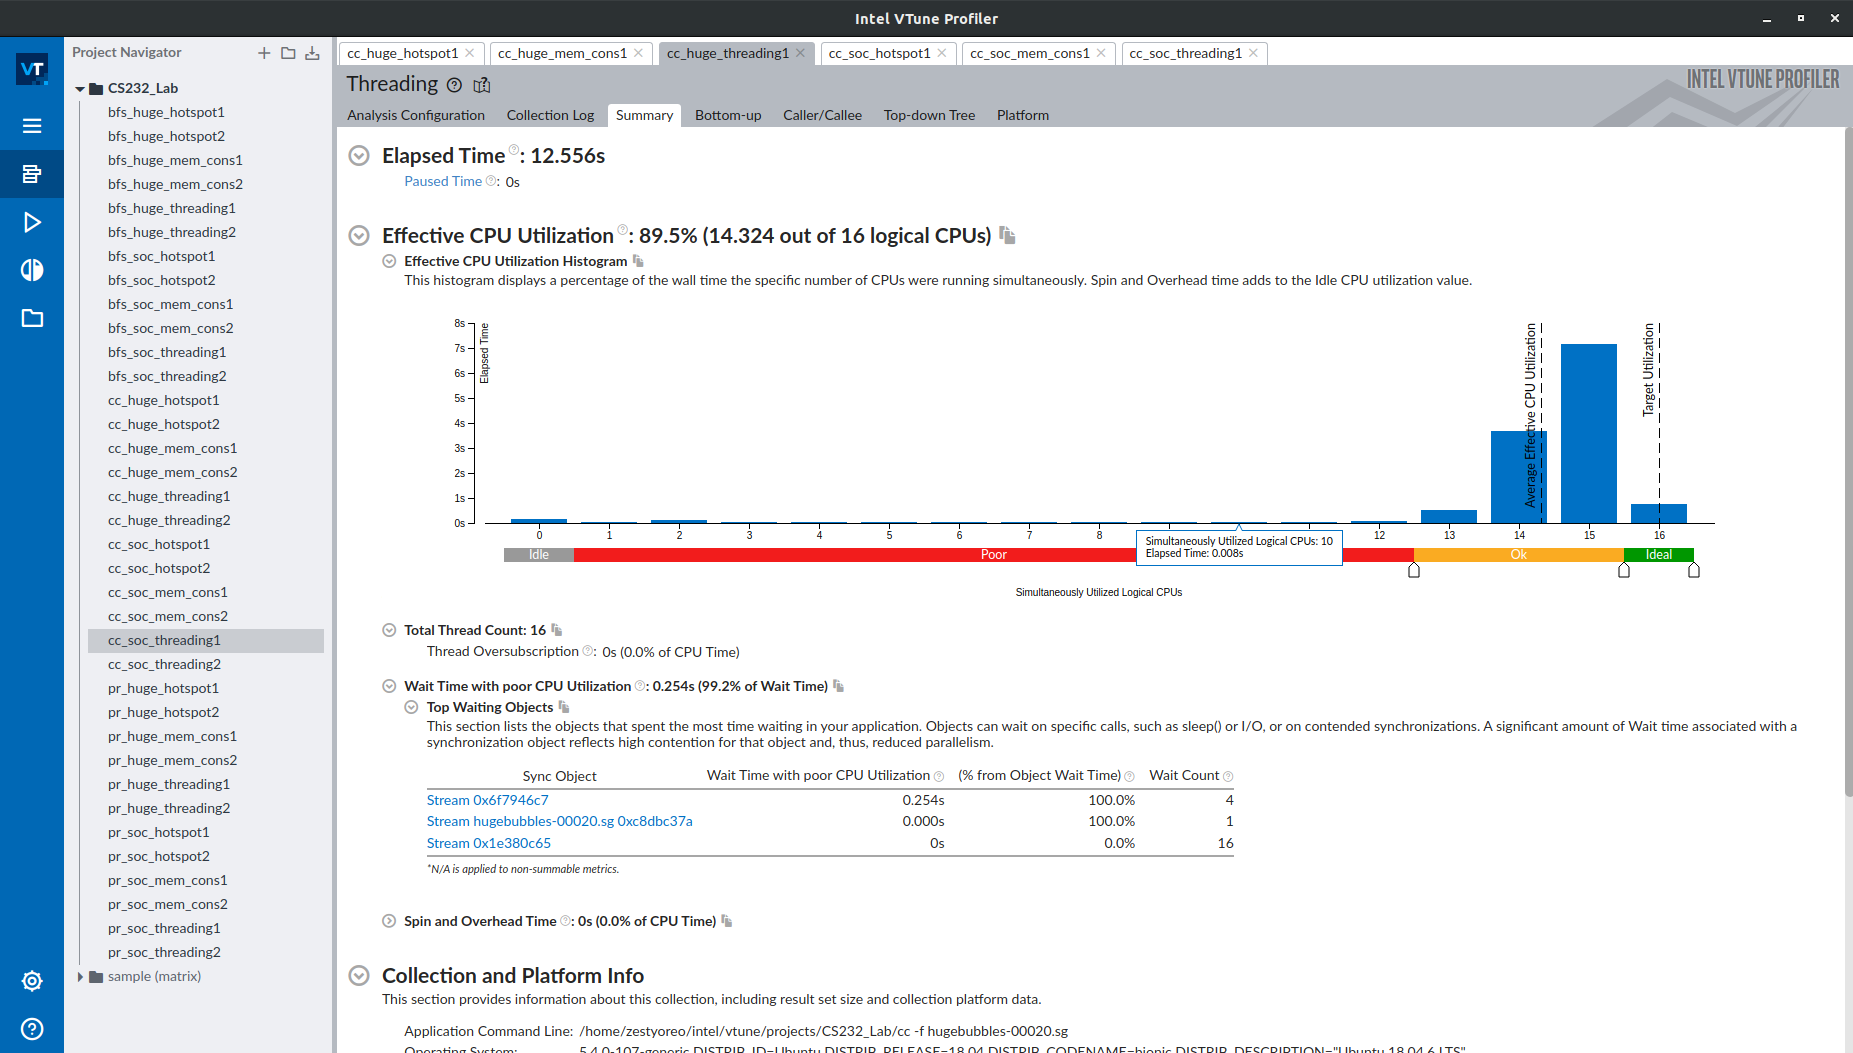 Intel VTune Profiler
VT
Project Navigator
CS232_Lab
bfs_huge_hotspot1
bfs_huge_hotspot2
bfs_huge_mem_cons1
bfs_huge_mem_cons2
bfs_huge_threading1
bfs_huge_threading2
bfs_soc_hotspot1
bfs_soc_hotspot2
bfs_soc_mem_cons1
bfs_soc_mem_cons2
bfs_soc_threading1
bfs_soc_threading2
cc_huge_hotspot1
cc_huge_hotspot2
cc_huge_mem_cons1
cc_huge_mem_cons2
cc_huge_threading1
cc_huge_threading2
cc_soc_hotspot1
cc_soc_hotspot2
cc_soc_mem_cons1
cc_soc_mem_cons2
cc_soc_threading1
cc_soc_threading2
pr_huge_hotspot1
pr_huge_hotspot2
pr_huge_mem_cons1
pr_huge_mem_cons2
pr_huge_threading1
pr_huge_threading2
pr_soc_hotspot1
pr_soc_hotspot2
pr_soc_mem_cons1
pr_soc_mem_cons2
pr_soc_threading1
pr_soc_threading2
sample (matrix)
cc_huge_hotspot1 cc_huge_mem_cons1 cc_huge_threading1 cc_soc_hotspot1 cc_soc_mem_cons1 cc_soc_threading1
Threading
INTEL VTUNE PROFILER
Analysis Configuration Collection Log Summary Bottom-up Caller/Callee Top-down Tree Platform
Elapsed Time : 12.556s
Paused Time : 0s
Effective CPU Utilization : 89.5% (14.324 out of 16 logical CPUs)
Effective CPU Utilization Histogram
This histogram displays a percentage of the wall time the specific number of CPUs were running simultaneously. Spin and Overhead time adds to the Idle CPU utilization value.
8s
7s
6s
5s
4s
3s
2s
1s
0s
Elapsed Time
Average Effective CPU Utilization
Target Utilization
0 1 2 3 4 5 6 7 8 12 13 14 15 16
Simultaneously Utilized Logical CPUs: 10
Elapsed Time: 0.008s
Idle Poor Ok Ideal
Simultaneously Utilized Logical CPUs
Total Thread Count: 16
Thread Oversubscription : 0s (0.0% of CPU Time)
Wait Time with poor CPU Utilization : 0.254s (99.2% of Wait Time)
Top Waiting Objects
This section lists the objects that spent the most time waiting in your application. Objects can wait on specific calls, such as sleep() or I/O, or on contended synchronizations. A significant amount of Wait time associated with a
synchronization object reflects high contention for that object and, thus, reduced parallelism.
Sync Object Wait Time with poor CPU Utilization (% from Object Wait Time) Wait Count
Stream 0x6f7946c7 0.254s 100.0% 4
Stream hugebubbles-00020.sg 0xc8dbc37a 0.000s 100.0% 1
Stream 0x1e380c65 0s 0.0% 16
*N/A is applied to non-summable metrics.
Spin and Overhead Time : 0s (0.0% of CPU Time)
Collection and Platform Info
This section provides information about this collection, including result set size and collection platform data.
Application Command Line: /home/zestyoreo/intel/vtune/projects/CS232_Lab/cc -f hugebubbles-00020.sg
Operating System: 5.4.0-107-generic DISTRIB_ID=Ubuntu DISTRIB_RELEASE=18.04 DISTRIB_CODENAME=bionic DISTRIB_DESCRIPTION="Ubuntu 18.04.6 LTS"